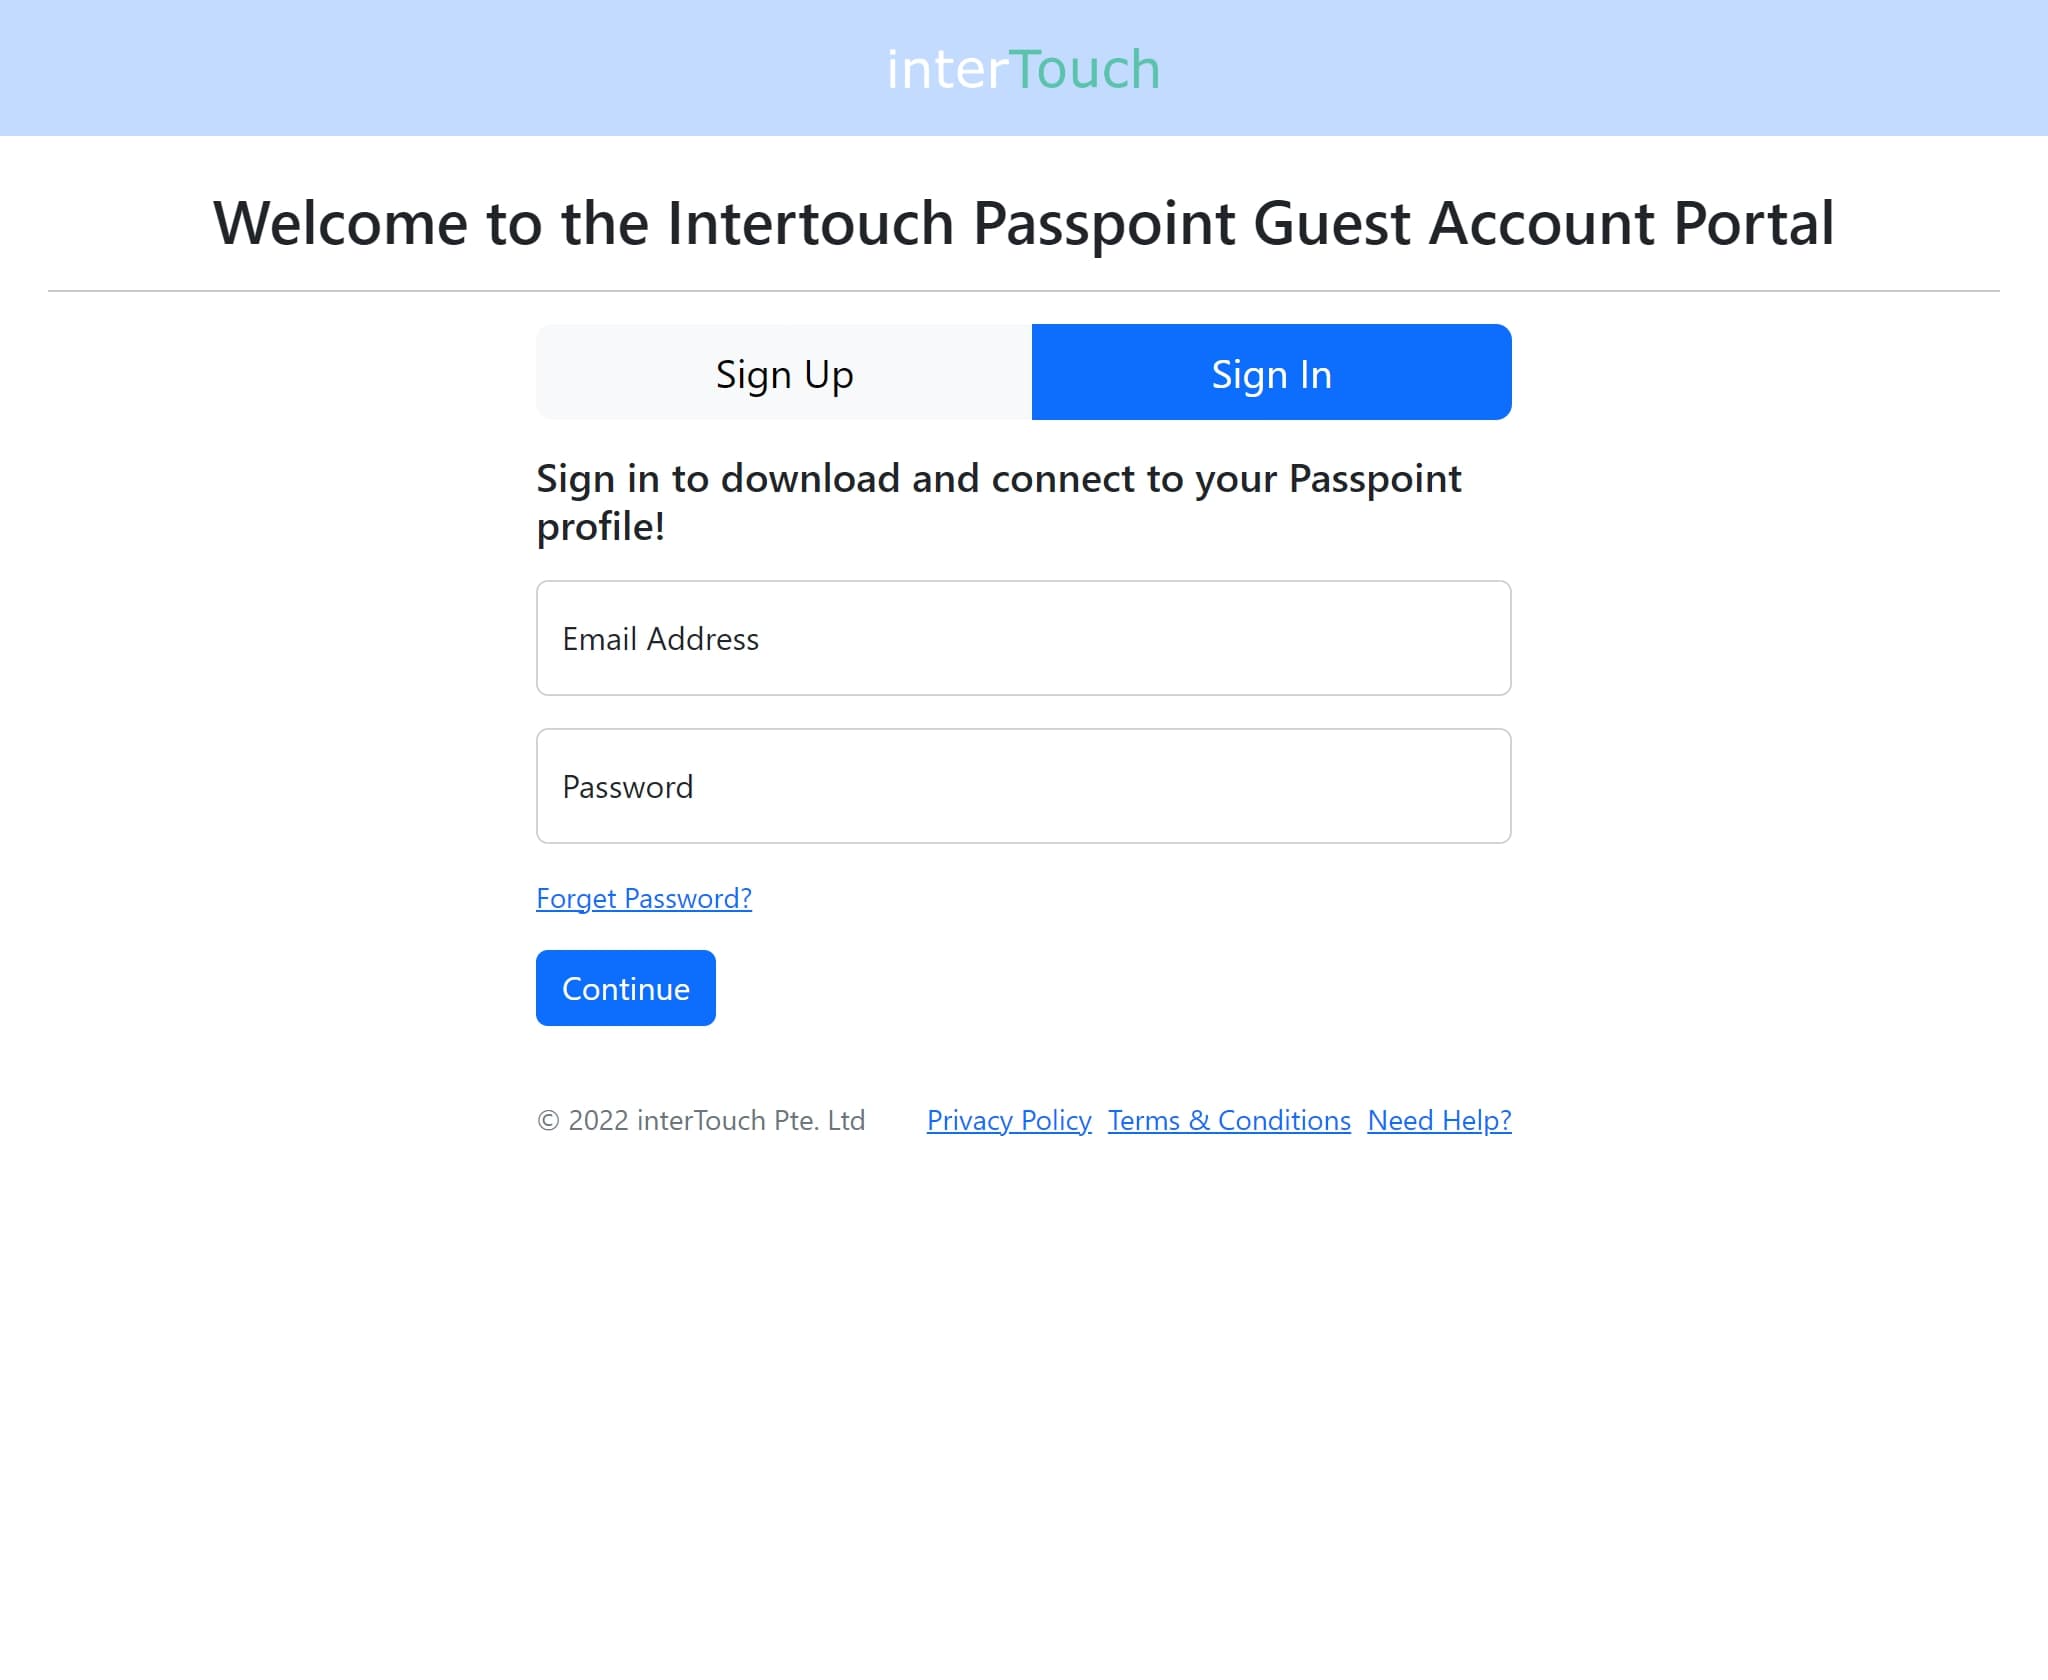 interTouch
Welcome to the Intertouch Passpoint Guest Account Portal
Sign Up
Sign In
Sign in to download and connect to your Passpoint
profile!
Email Address
Password
Forget Password?
Continue
© 2022 interTouch Pte. Ltd
Privacy Policy Terms & Conditions Need Help?